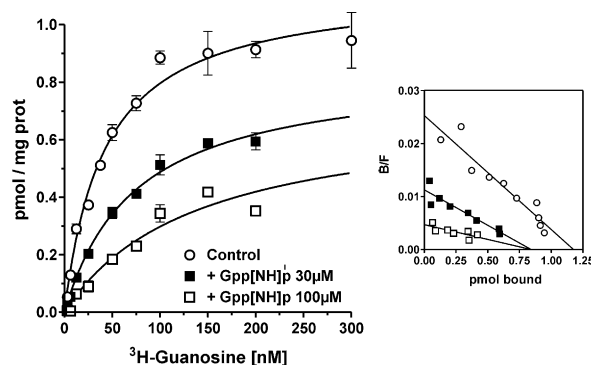 pmol / mg prot
1.0
0.8
0.6
0.4
0.2
0.0
0 50 100 150 200 250 300
³H-Guanosine [nM]
Control
+ Gpp[NH]p 30µM
+ Gpp[NH]p 100µM
B/F
0.03
0.02
0.01
0.00
0.00 0.25 0.50 0.75 1.00 1.25
pmol bound